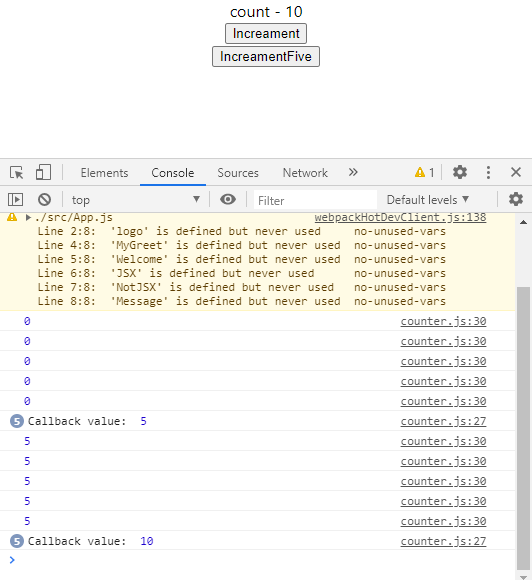 count - 10
Increament
IncreamentFive
Elements Console Sources Network » 1
top Filter Default levels
./src/App.js webpackHotDevClient.js:138
Line 2:8: 'logo' is defined but never used no-unused-vars
Line 4:8: 'MyGreet' is defined but never used no-unused-vars
Line 5:8: 'Welcome' is defined but never used no-unused-vars
Line 6:8: 'JSX' is defined but never used no-unused-vars
Line 7:8: 'NotJSX' is defined but never used no-unused-vars
Line 8:8: 'Message' is defined but never used no-unused-vars
0 counter.js:30
0 counter.js:30
0 counter.js:30
0 counter.js:30
0 counter.js:30
5 Callback value: 5 counter.js:27
5 counter.js:30
5 counter.js:30
5 counter.js:30
5 counter.js:30
5 counter.js:30
5 Callback value: 10 counter.js:27